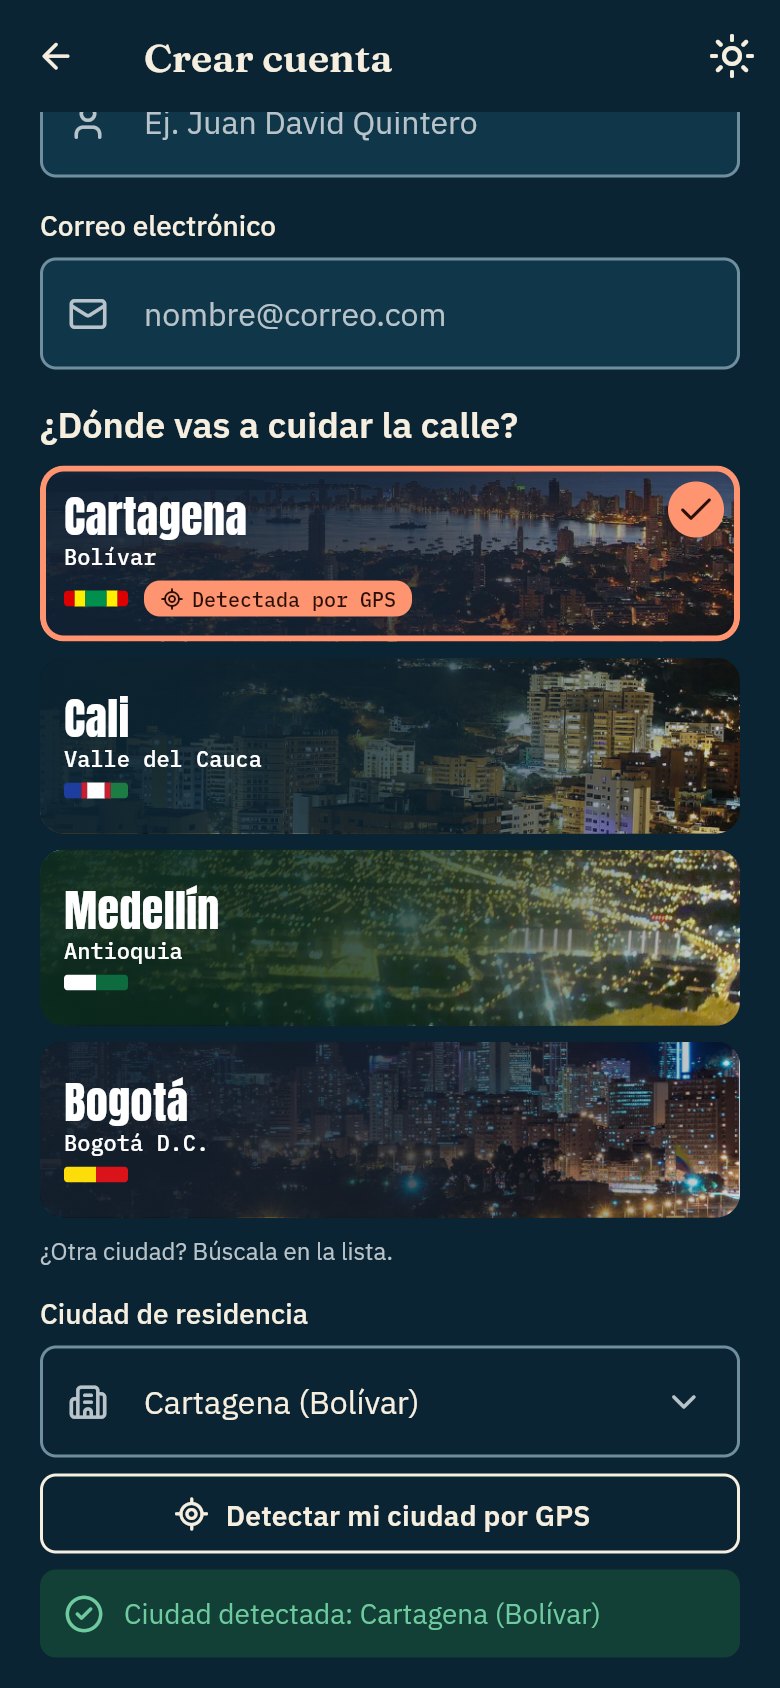 Crear cuenta
Ej. Juan David Quintero
Correo electrónico
nombre@correo.com
¿Dónde vas a cuidar la calle?
Cartagena
Bolívar
Detectada por GPS
Cali
Valle del Cauca
Medellín
Antioquia
Bogotá
Bogotá D.C.
¿Otra ciudad? Búscala en la lista.
Ciudad de residencia
Cartagena (Bolívar)
Detectar mi ciudad por GPS
Ciudad detectada: Cartagena (Bolívar)